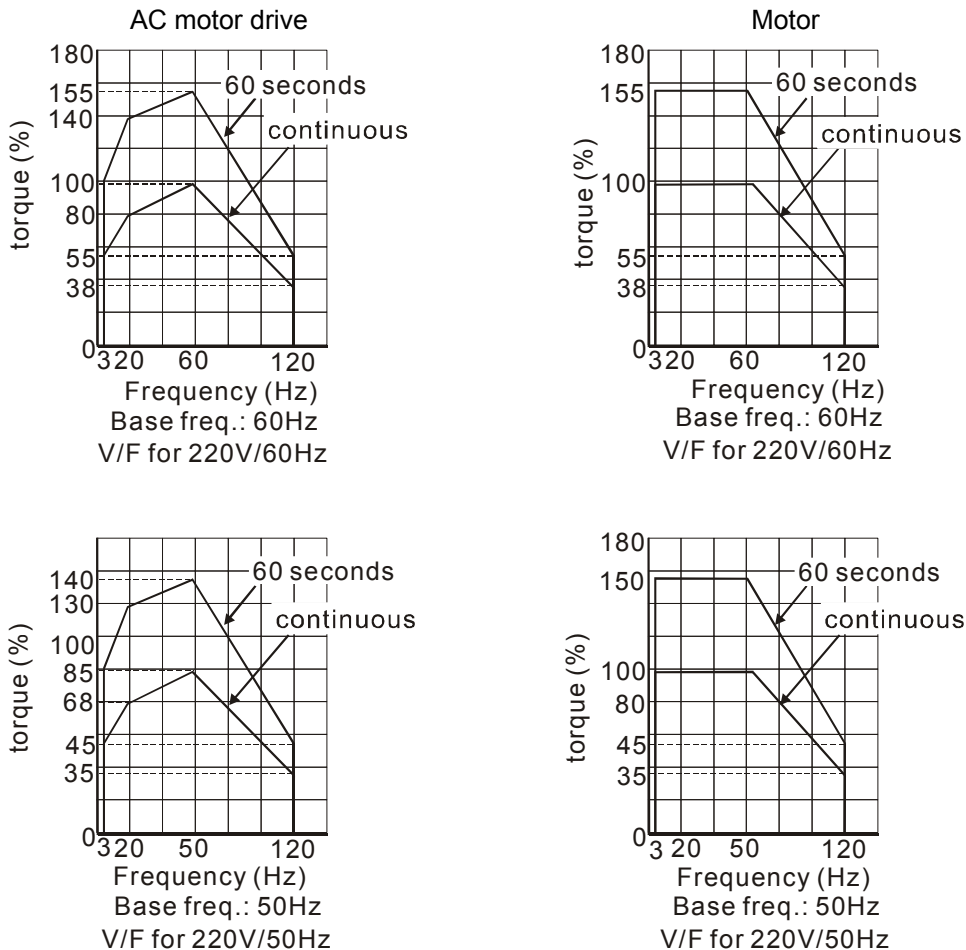 AC motor drive
180
155
140
100
80
55
38
0
torque (%)
60 seconds
continuous
3 20 60 120
Frequency (Hz)
Base freq.: 60Hz
V/F for 220V/60Hz
Motor
180
155
100
80
55
38
0
torque (%)
60 seconds
continuous
3 20 60 120
Frequency (Hz)
Base freq.: 60Hz
V/F for 220V/60Hz
140
130
100
85
68
45
35
0
torque (%)
60 seconds
continuous
3 20 50 120
Frequency (Hz)
Base freq.: 50Hz
V/F for 220V/50Hz
180
150
100
80
45
35
0
torque (%)
60 seconds
continuous
3 20 50 120
Frequency (Hz)
Base freq.: 50Hz
V/F for 220V/50Hz